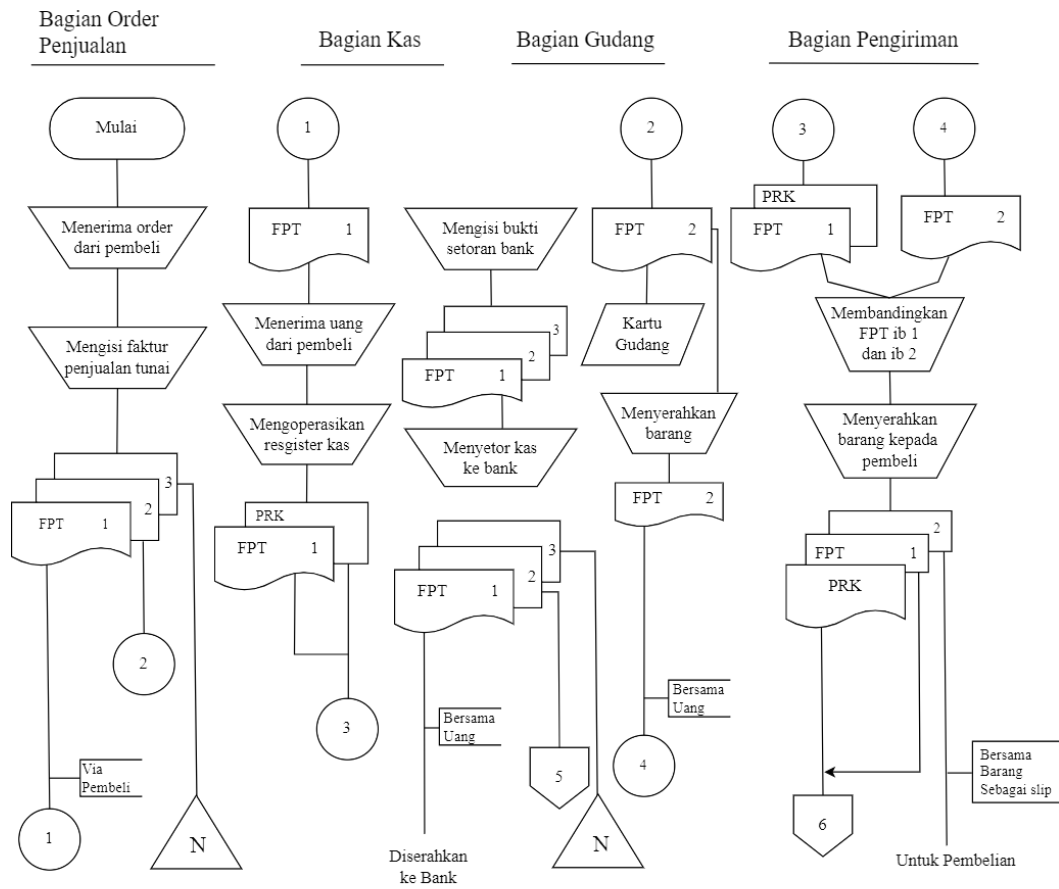 Bagian Order
Penjualan
Bagian Kas
Bagian Gudang
Bagian Pengiriman
Mulai
Menerima order
dari pembeli
Mengisi faktur
penjualan tunai
3
2
FPT 1
2
Via
Pembeli
1
N
1
FPT 1
Menerima uang
dari pembeli
Mengoperasikan
resgister kas
PRK
FPT 1
3
Mengisi bukti
setoran bank
3
2
FPT 1
Menyetor kas
ke bank
3
2
FPT 1
Bersama
Uang
5
N
Diserahkan
ke Bank
2
FPT 2
Kartu
Gudang
Menyerahkan
barang
FPT 2
Bersama
Uang
4
3
4
PRK
FPT 1
FPT 2
Membandingkan
FPT ib 1
dan ib 2
Menyerahkan
barang kepada
pembeli
2
FPT 1
PRK
Bersama
Barang
Sebagai slip
6
Untuk Pembelian